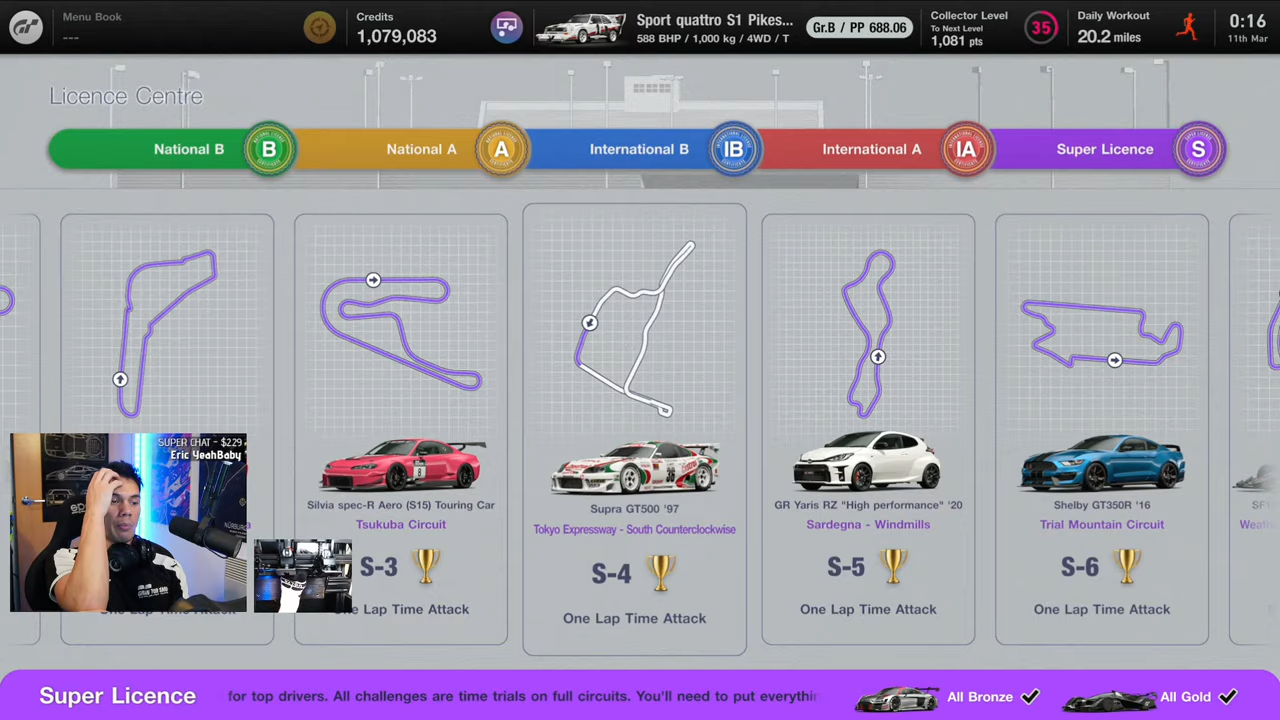 Menu Book
---
Credits
1,079,083
Sport quattro S1 Pikes...
588 BHP / 1,000 kg / 4WD / T
Gr.B / PP 688.06
Collector Level
To Next Level
1,081 pts
35
Daily Workout
20.2 miles
0:16
11th Mar
Licence Centre
National B
B
National A
A
International B
IB
International A
IA
Super Licence
S
Silvia spec-R Aero (S15) Touring Car
Tsukuba Circuit
S-3
One Lap Time Attack
Supra GT500 '97
Tokyo Expressway - South Counterclockwise
S-4
One Lap Time Attack
GR Yaris RZ "High performance" '20
Sardegna - Windmills
S-5
One Lap Time Attack
Shelby GT350R '16
Trial Mountain Circuit
S-6
One Lap Time Attack
SUPER CHAT - $229
Eric YeahBaby
Super Licence
for top drivers. All challenges are time trials on full circuits. You'll need to put everythin
All Bronze
All Gold